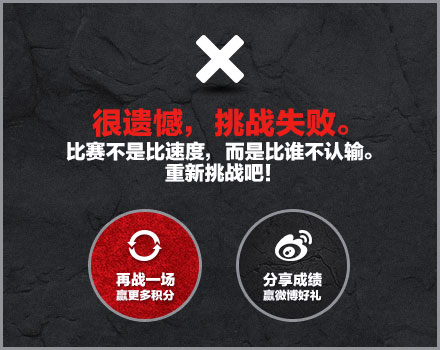 很遗憾，挑战失败。
比赛不是比速度，而是比谁不认输。
重新挑战吧！
再战一场
赢更多积分
分享成绩
赢微博好礼